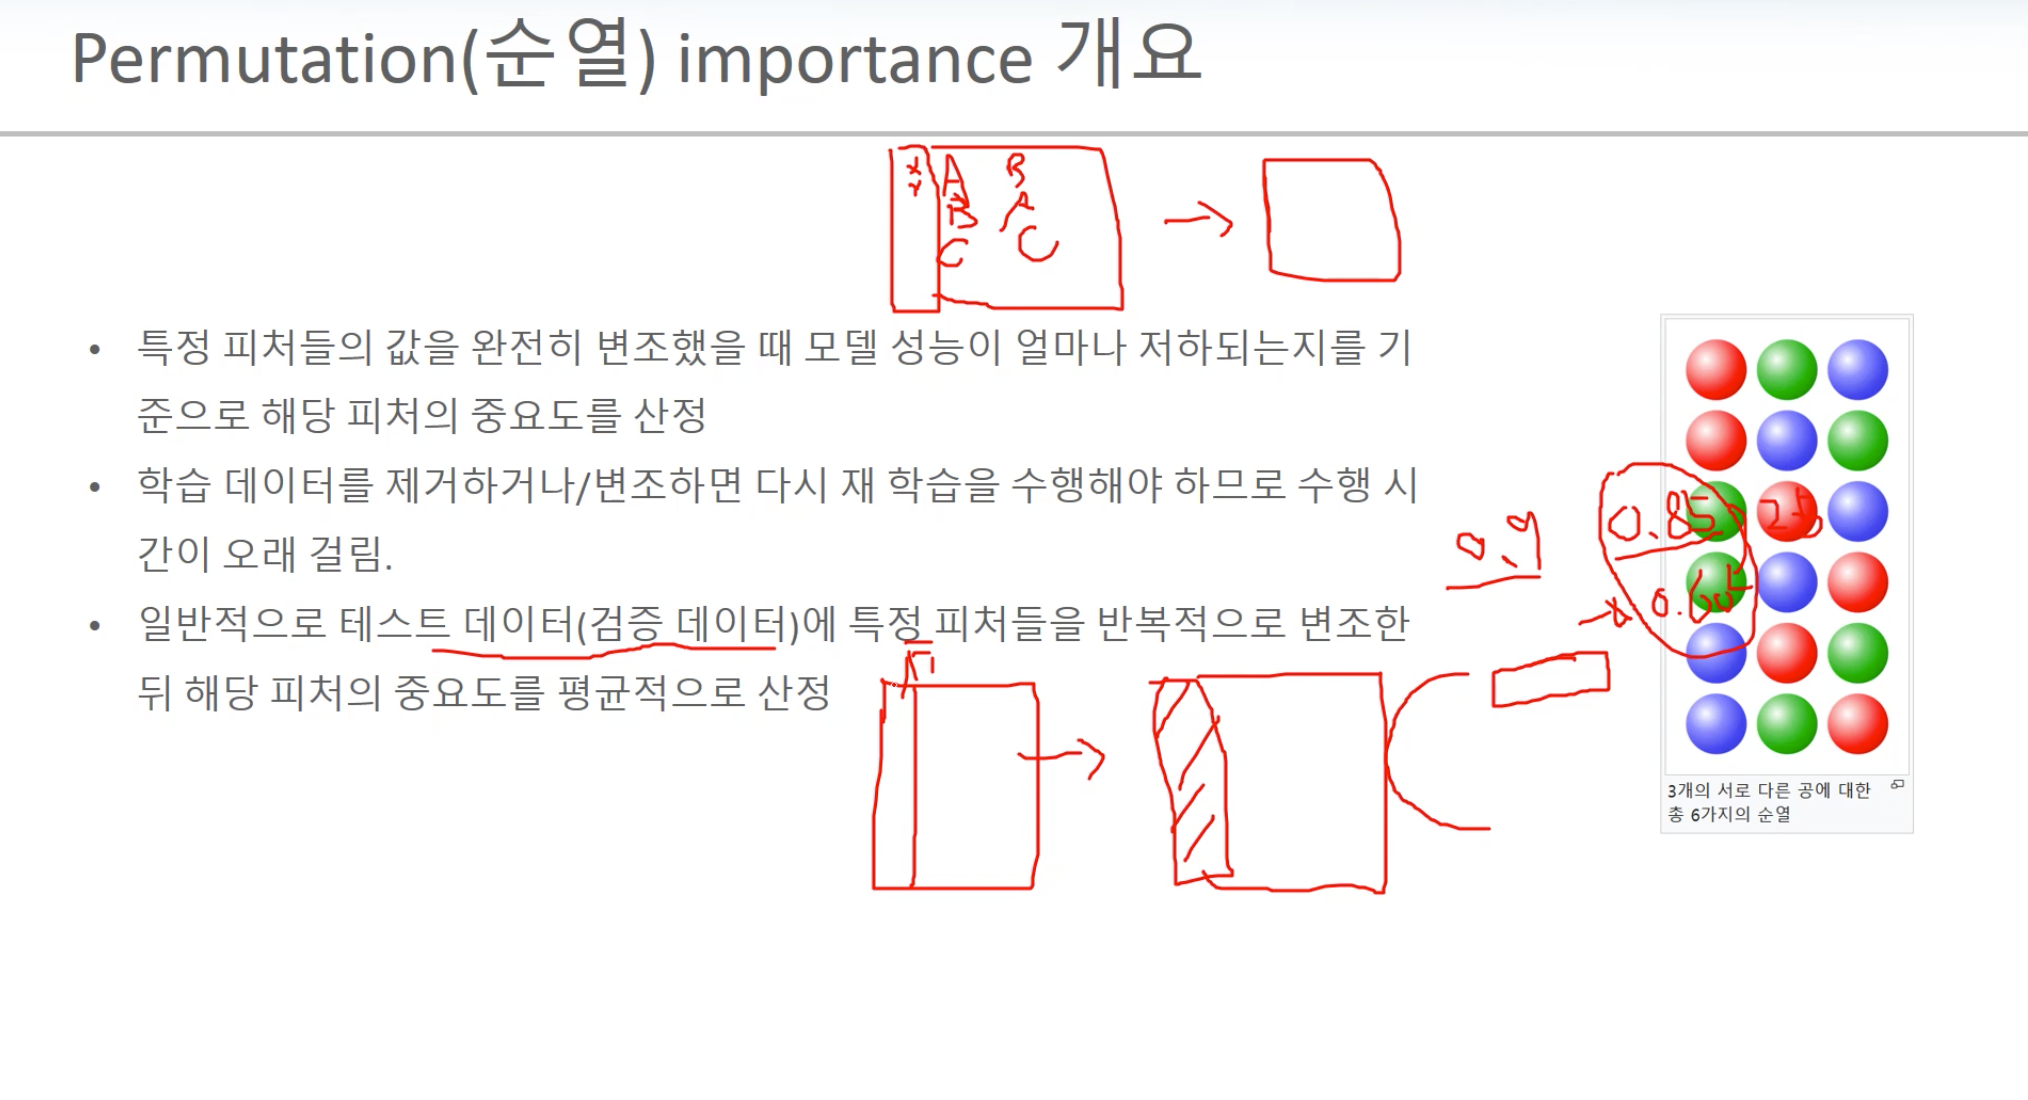 Permutation(순열) importance 개요
A B
B A
C C
• 특정 피처들의 값을 완전히 변조했을 때 모델 성능이 얼마나 저하되는지를 기
준으로 해당 피처의 중요도를 산정
• 학습 데이터를 제거하거나/변조하면 다시 재 학습을 수행해야 하므로 수행 시
간이 오래 걸림.
• 일반적으로 테스트 데이터(검증 데이터)에 특정 피처들을 반복적으로 변조한
뒤 해당 피처의 중요도를 평균적으로 산정
0.9
0.85
3개의 서로 다른 공에 대한
총 6가지의 순열